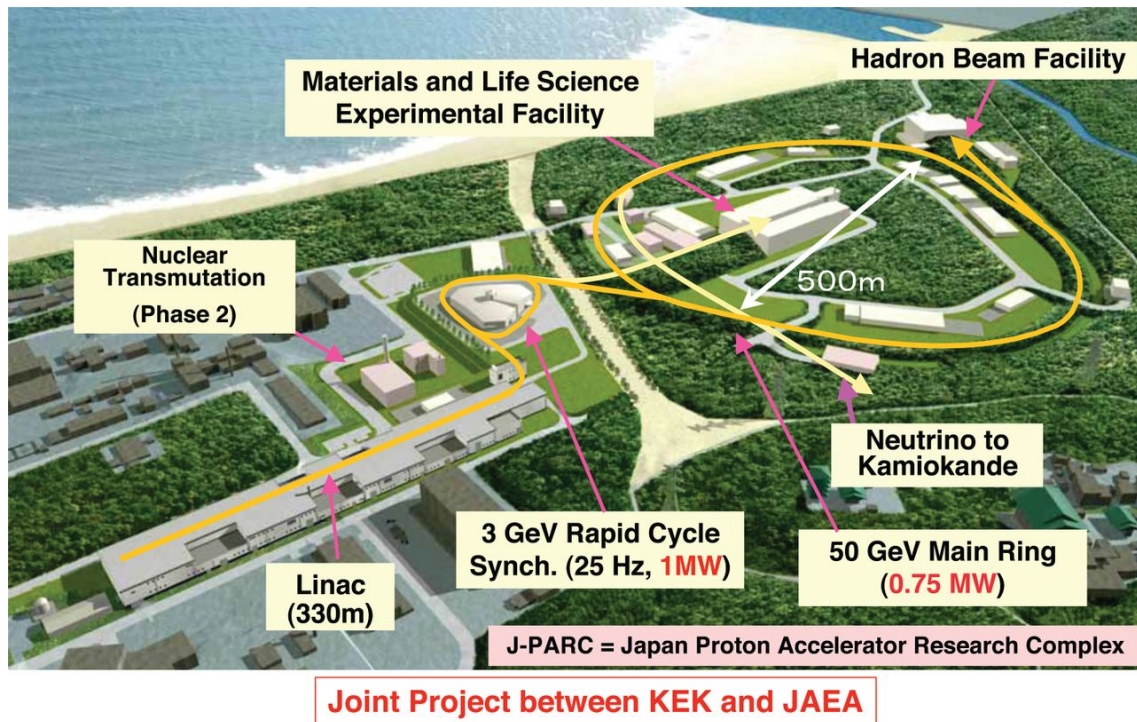 Hadron Beam Facility
Materials and Life Science
Experimental Facility
Nuclear
Transmutation
(Phase 2)
500m
Neutrino to
Kamiokande
3 GeV Rapid Cycle
Synch. (25 Hz, 1MW)
50 GeV Main Ring
(0.75 MW)
Linac
(330m)
J-PARC = Japan Proton Accelerator Research Complex
Joint Project between KEK and JAEA